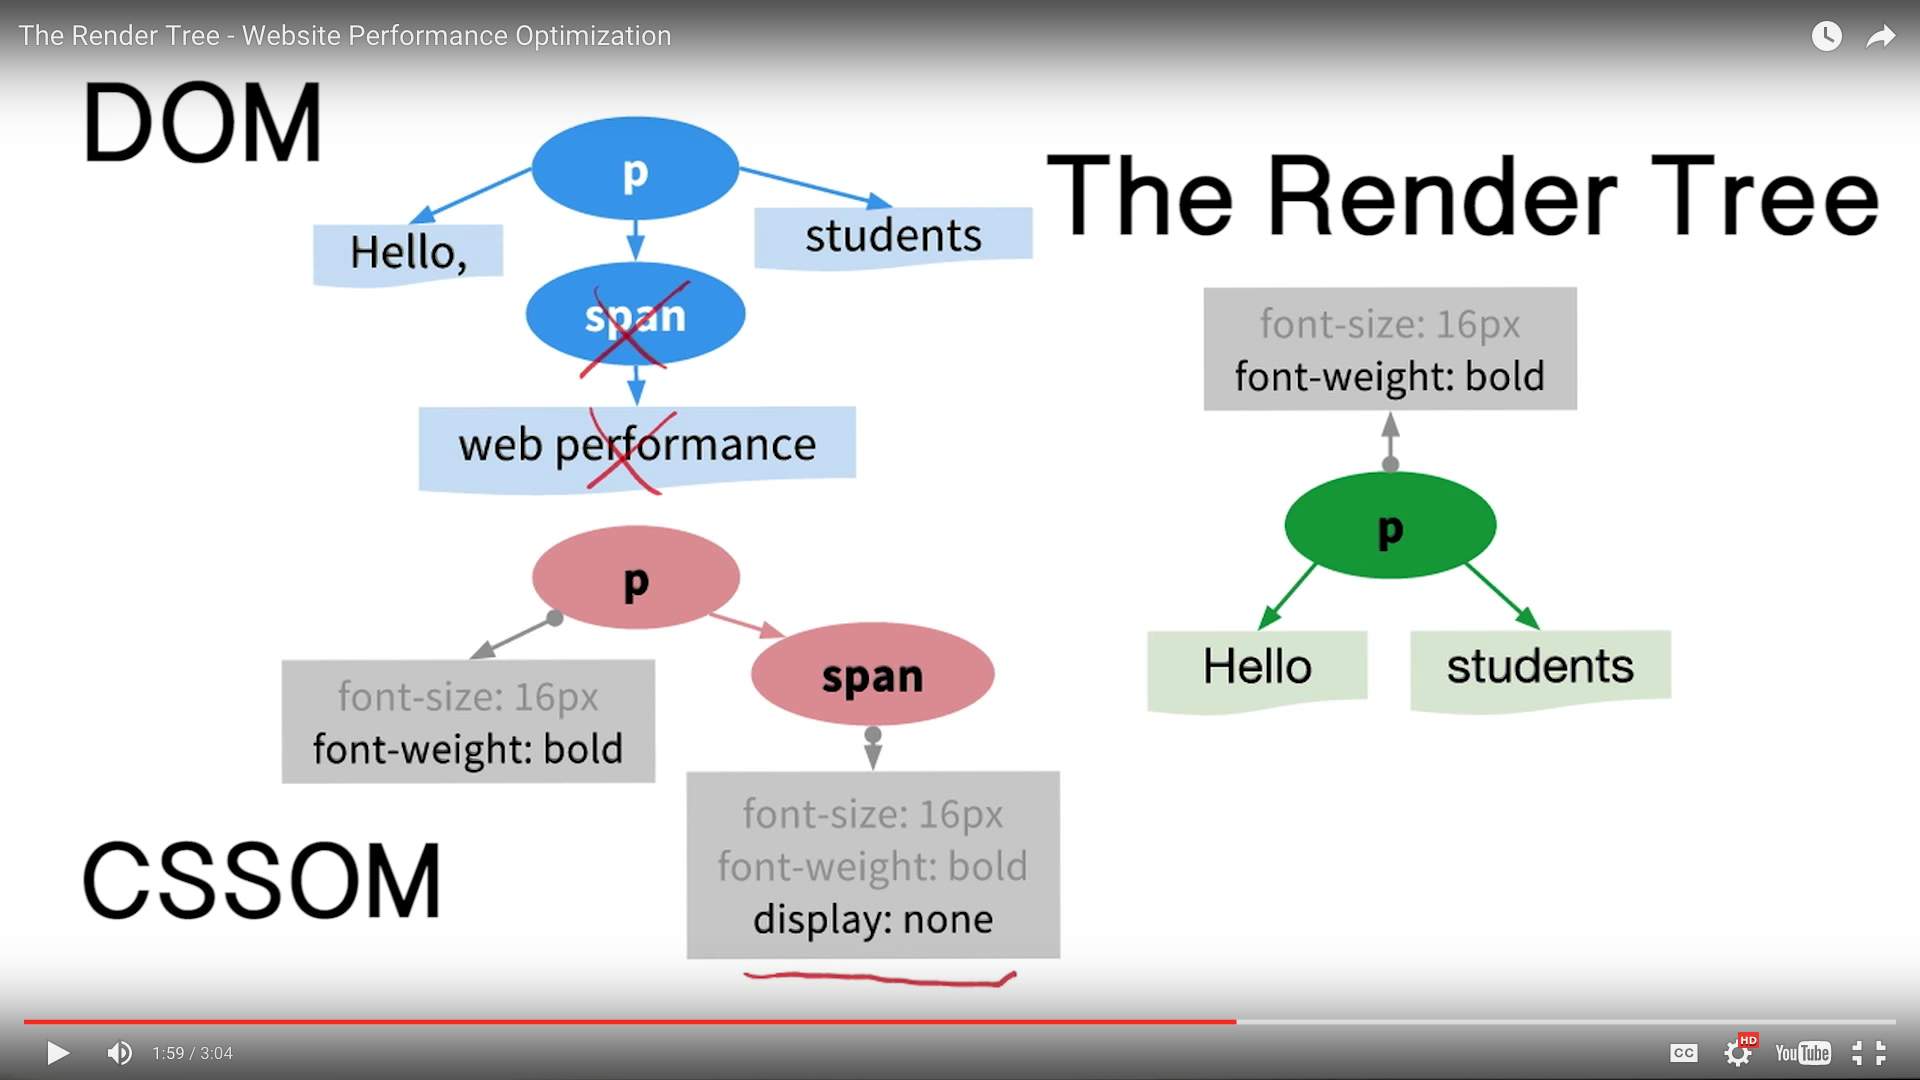 The Render Tree - Website Performance Optimization
DOM
p
Hello,
students
span
web performance
The Render Tree
font-size: 16px
font-weight: bold
p
Hello
students
p
span
font-size: 16px
font-weight: bold
font-size: 16px
font-weight: bold
display: none
CSSOM
1:59 / 3:04
CC
HD
YouTube